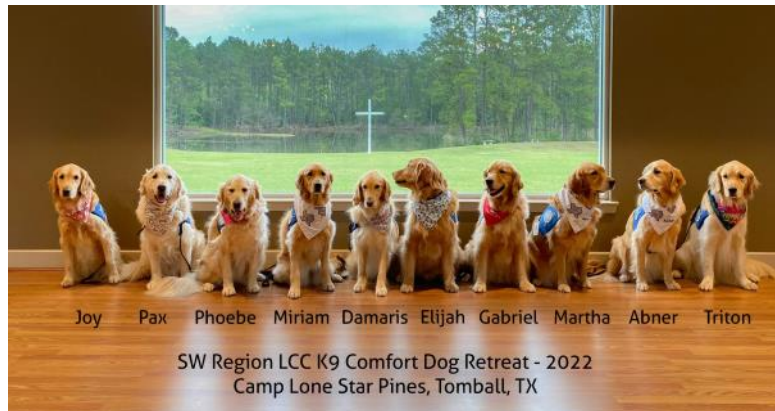 Joy Pax Phoebe Miriam Damaris Elijah Gabriel Martha Abner Triton
SW Region LCC K9 Comfort Dog Retreat - 2022
Camp Lone Star Pines, Tomball, TX